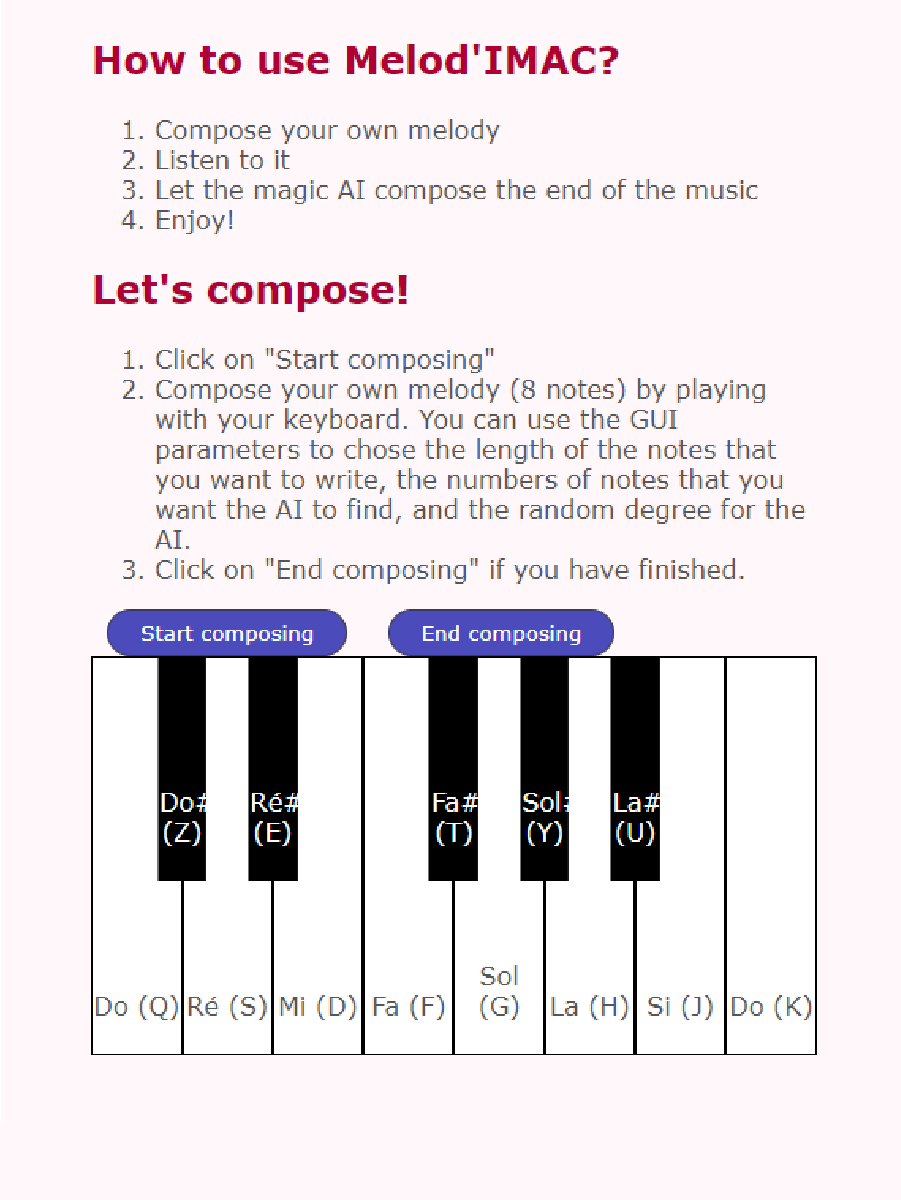 How to use Melod'IMAC?
1. Compose your own melody
2. Listen to it
3. Let the magic AI compose the end of the music
4. Enjoy!
Let's compose!
1. Click on "Start composing"
2. Compose your own melody (8 notes) by playing
with your keyboard. You can use the GUI
parameters to chose the length of the notes that
you want to write, the numbers of notes that you
want the AI to find, and the random degree for the
AI.
3. Click on "End composing" if you have finished.
Start composing End composing
Do# Ré# Fa# Sol# La#
(Z) (E) (T) (Y) (U)
Sol
Do (Q) Ré (S) Mi (D) Fa (F) (G) La (H) Si (J) Do (K)